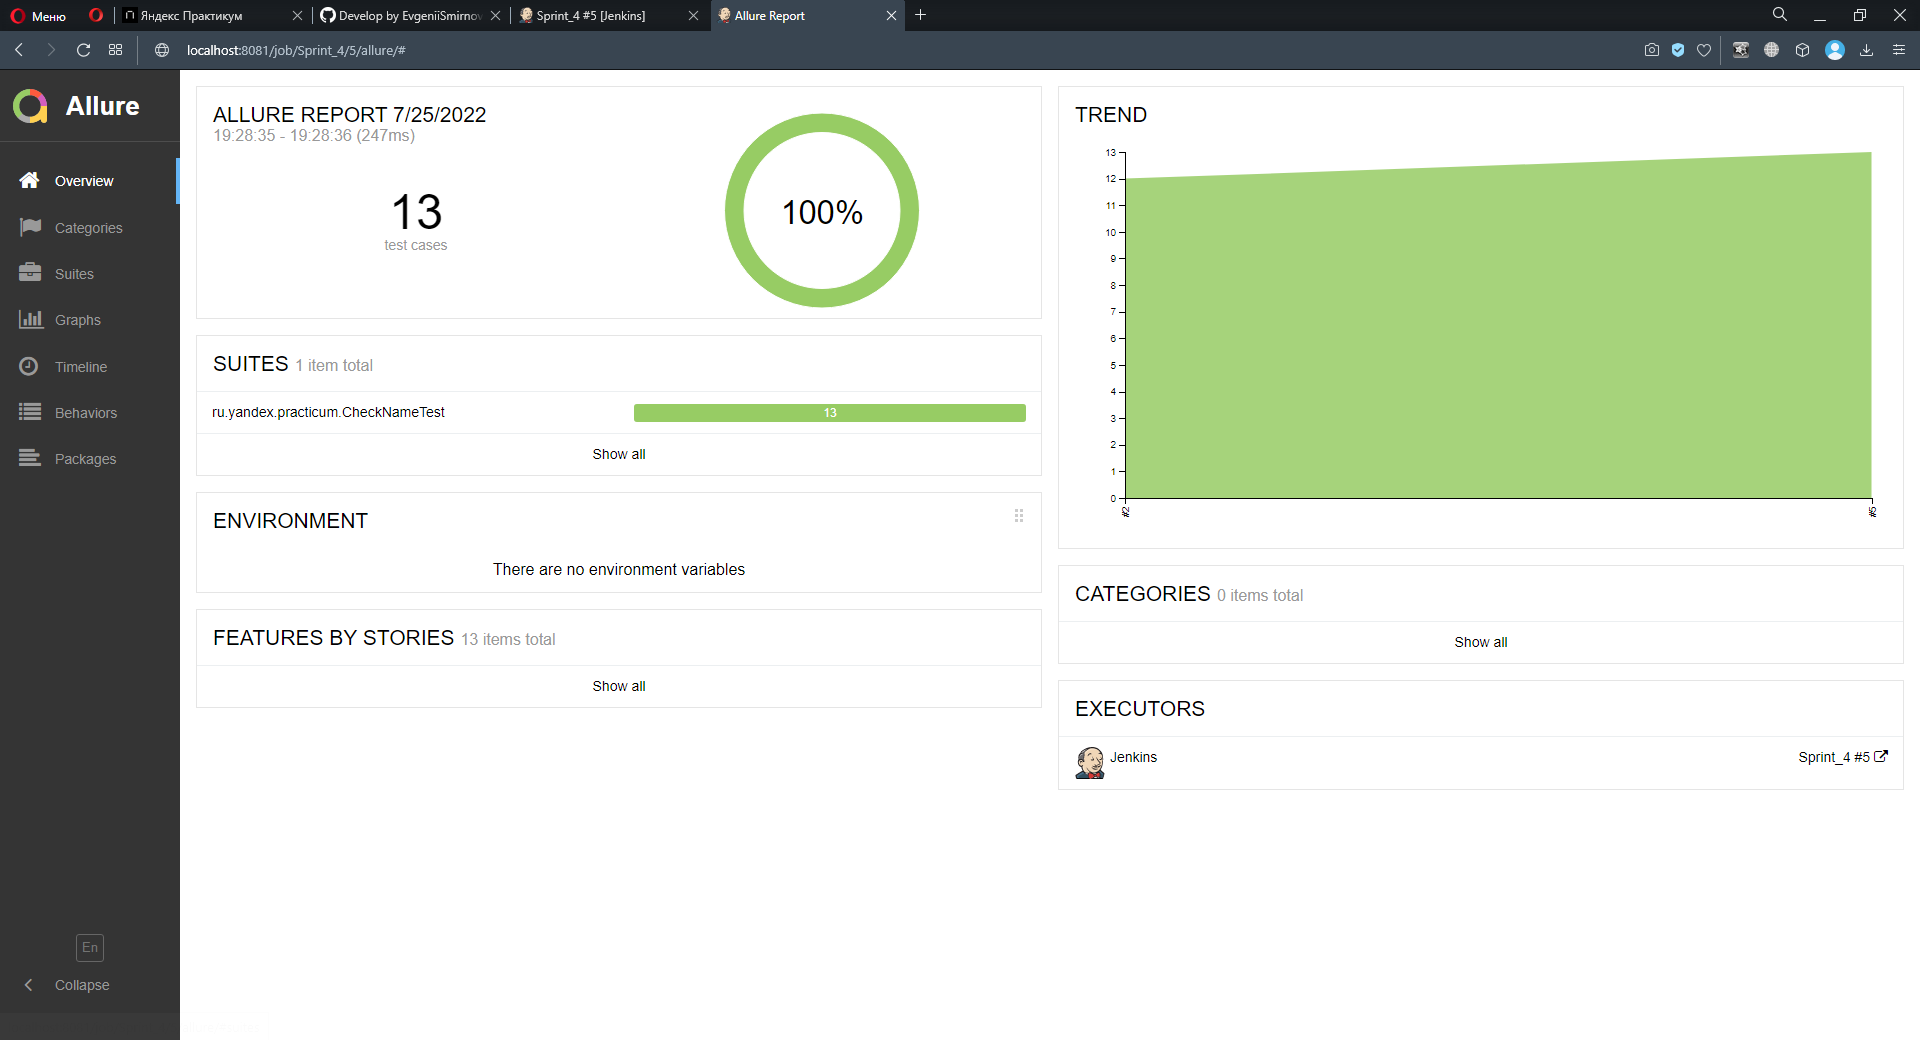 Меню
Яндекс Практикум
Develop by EvgeniiSmirnov
Sprint_4 #5 [Jenkins]
Allure Report
localhost:8081/job/Sprint_4/5/allure/#
Allure
Overview
Categories
Suites
Graphs
Timeline
Behaviors
Packages
En
Collapse
ALLURE REPORT 7/25/2022
19:28:35 - 19:28:36 (247ms)
13
test cases
100%
SUITES 1 item total
ru.yandex.practicum.CheckNameTest 13
Show all
ENVIRONMENT
There are no environment variables
FEATURES BY STORIES 13 items total
Show all
TREND
13
12
11
10
9
8
7
6
5
4
3
2
1
0
#2
#5
CATEGORIES 0 items total
Show all
EXECUTORS
Jenkins
Sprint_4 #5